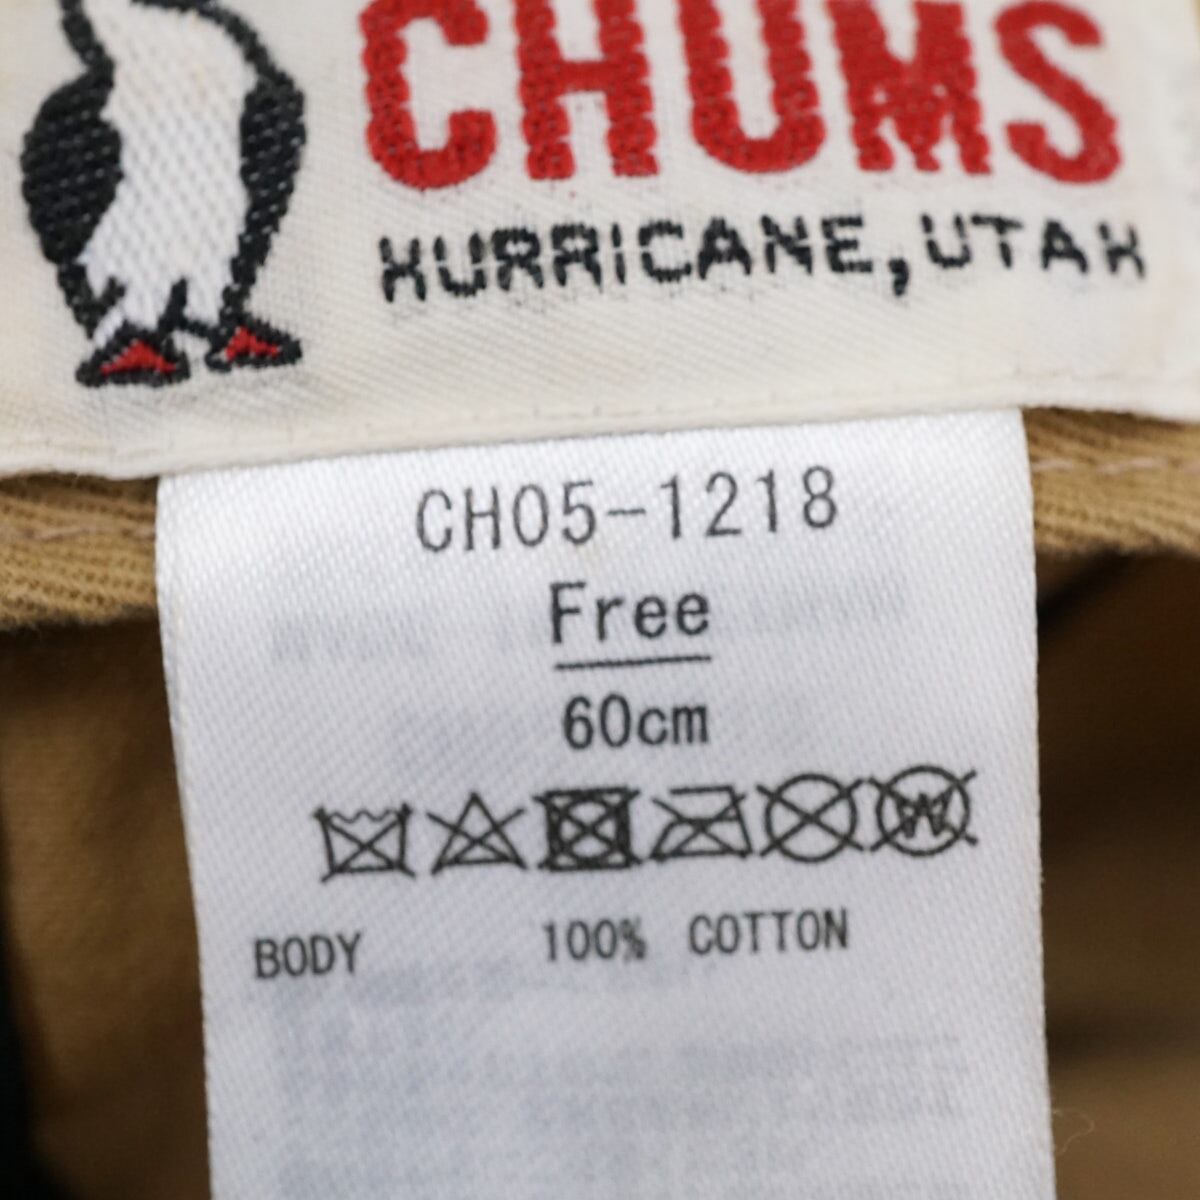 CHUMS
HURRICANE, UTAH
CH05-1218
Free
60cm
W
BODY 100% COTTON